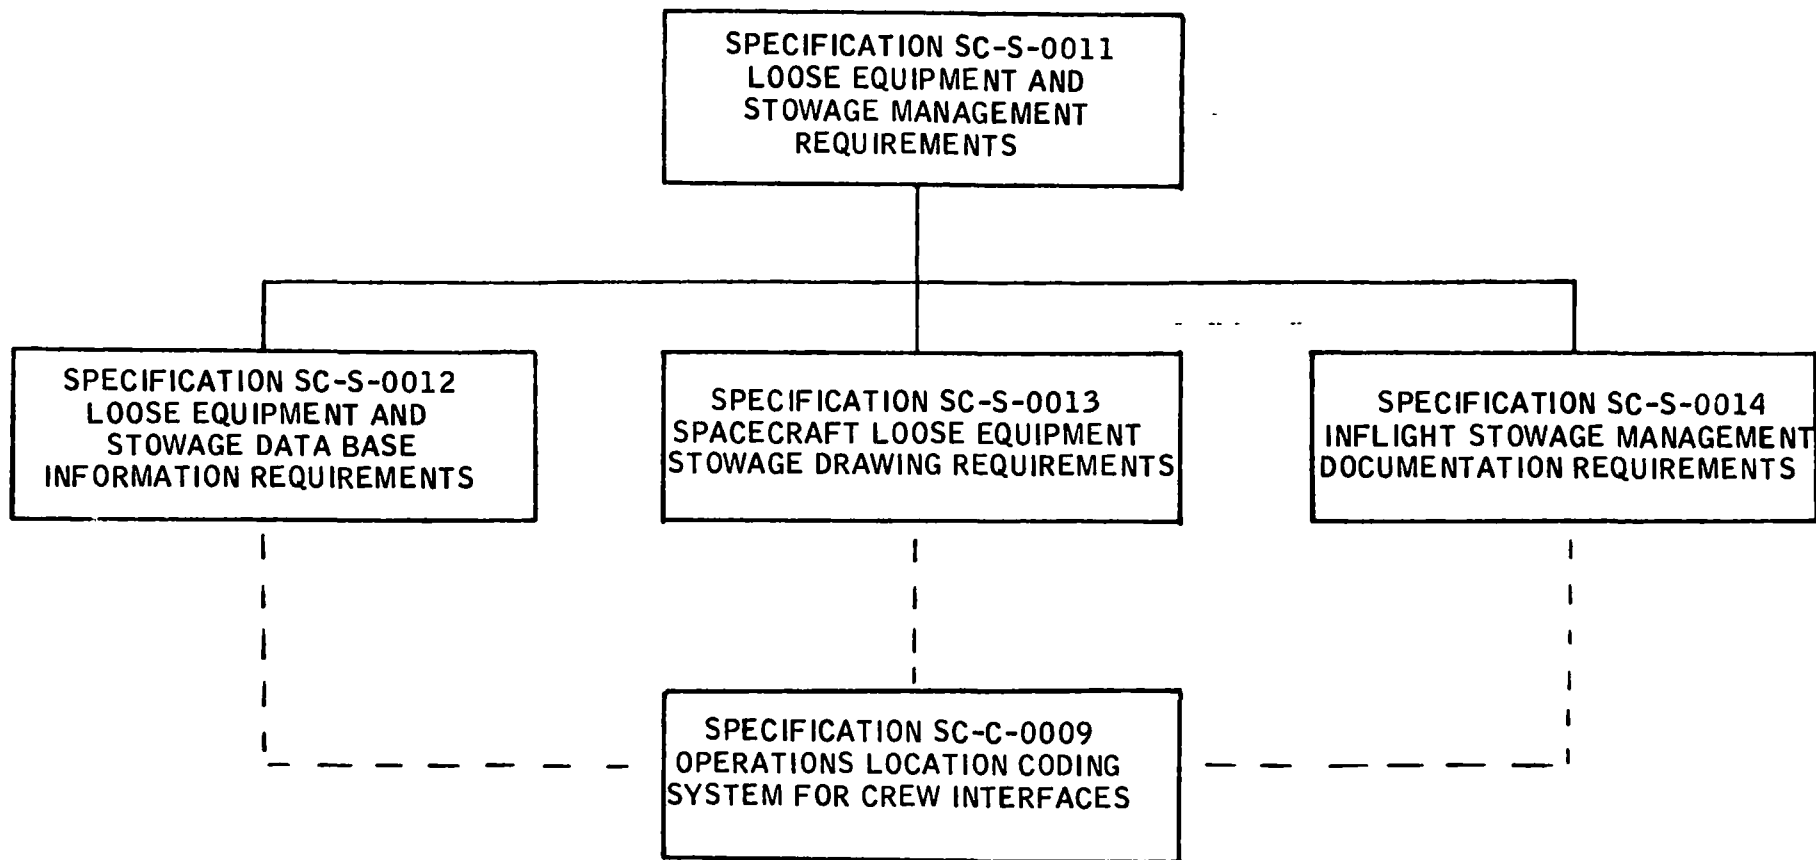 SPECIFICATION SC-S-0011
LOOSE EQUIPMENT AND
STOWAGE MANAGEMENT
REQUIREMENTS
SPECIFICATION SC-S-0012
LOOSE EQUIPMENT AND
STOWAGE DATA BASE
INFORMATION REQUIREMENTS
SPECIFICATION SC-S-0013
SPACECRAFT LOOSE EQUIPMENT
STOWAGE DRAWING REQUIREMENTS
SPECIFICATION SC-S-0014
INFLIGHT STOWAGE MANAGEMENT
DOCUMENTATION REQUIREMENTS
SPECIFICATION SC-C-0009
OPERATIONS LOCATION CODING
SYSTEM FOR CREW INTERFACES